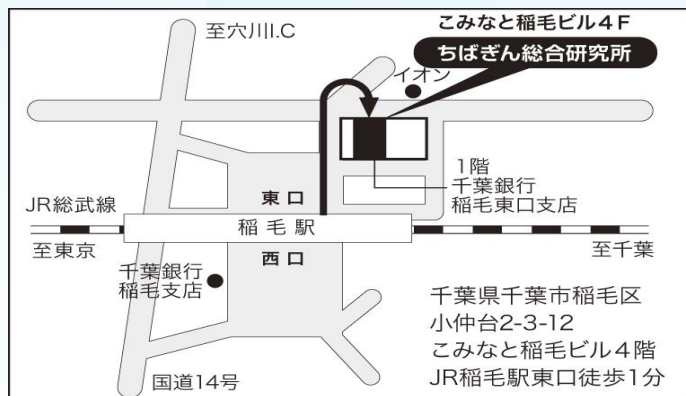 至穴川I.C
こみなと稲毛ビル4F
ちばぎん総合研究所
イオン
1階
千葉銀行
稲毛東口支店
東口
JR総武線
稲毛駅
至東京
至千葉
西口
千葉銀行
稲毛支店
国道14号
千葉県千葉市稲毛区
小仲台2-3-12
こみなと稲毛ビル4階
JR稲毛駅東口徒歩1分